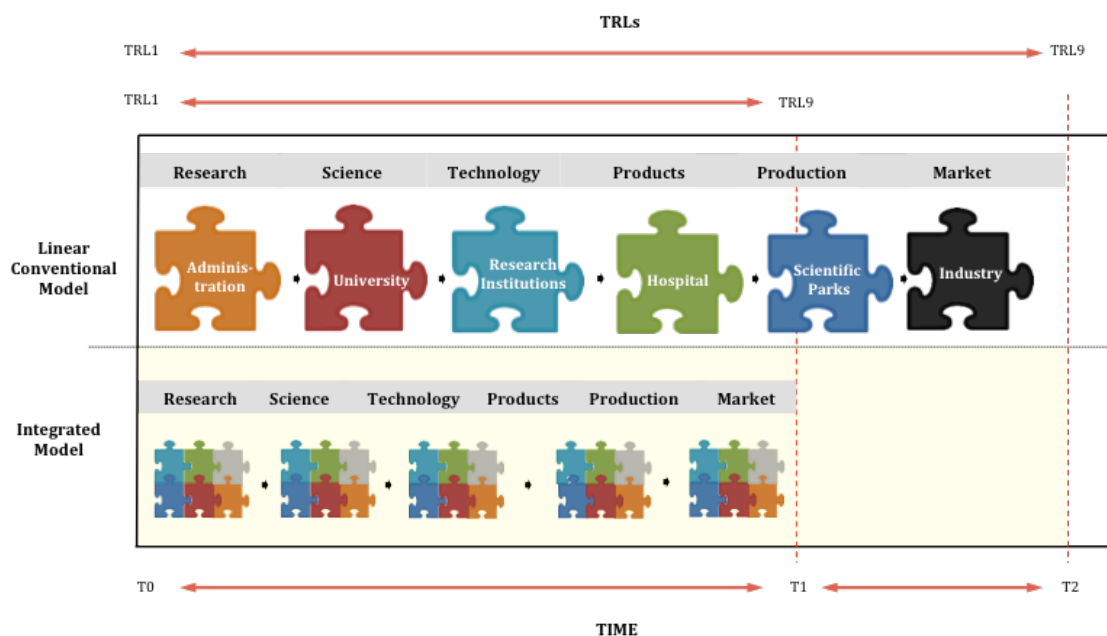 TRLs
TRL1
TRL9
TRL1
TRL9
Research Science Technology Products Production Market
Linear
Conventional
Model
Adminis-
tration
University
Research
Institutions
Hospital
Scientific
Parks
Industry
Research Science Technology Products Production Market
Integrated
Model
T0 T1 T2
TIME